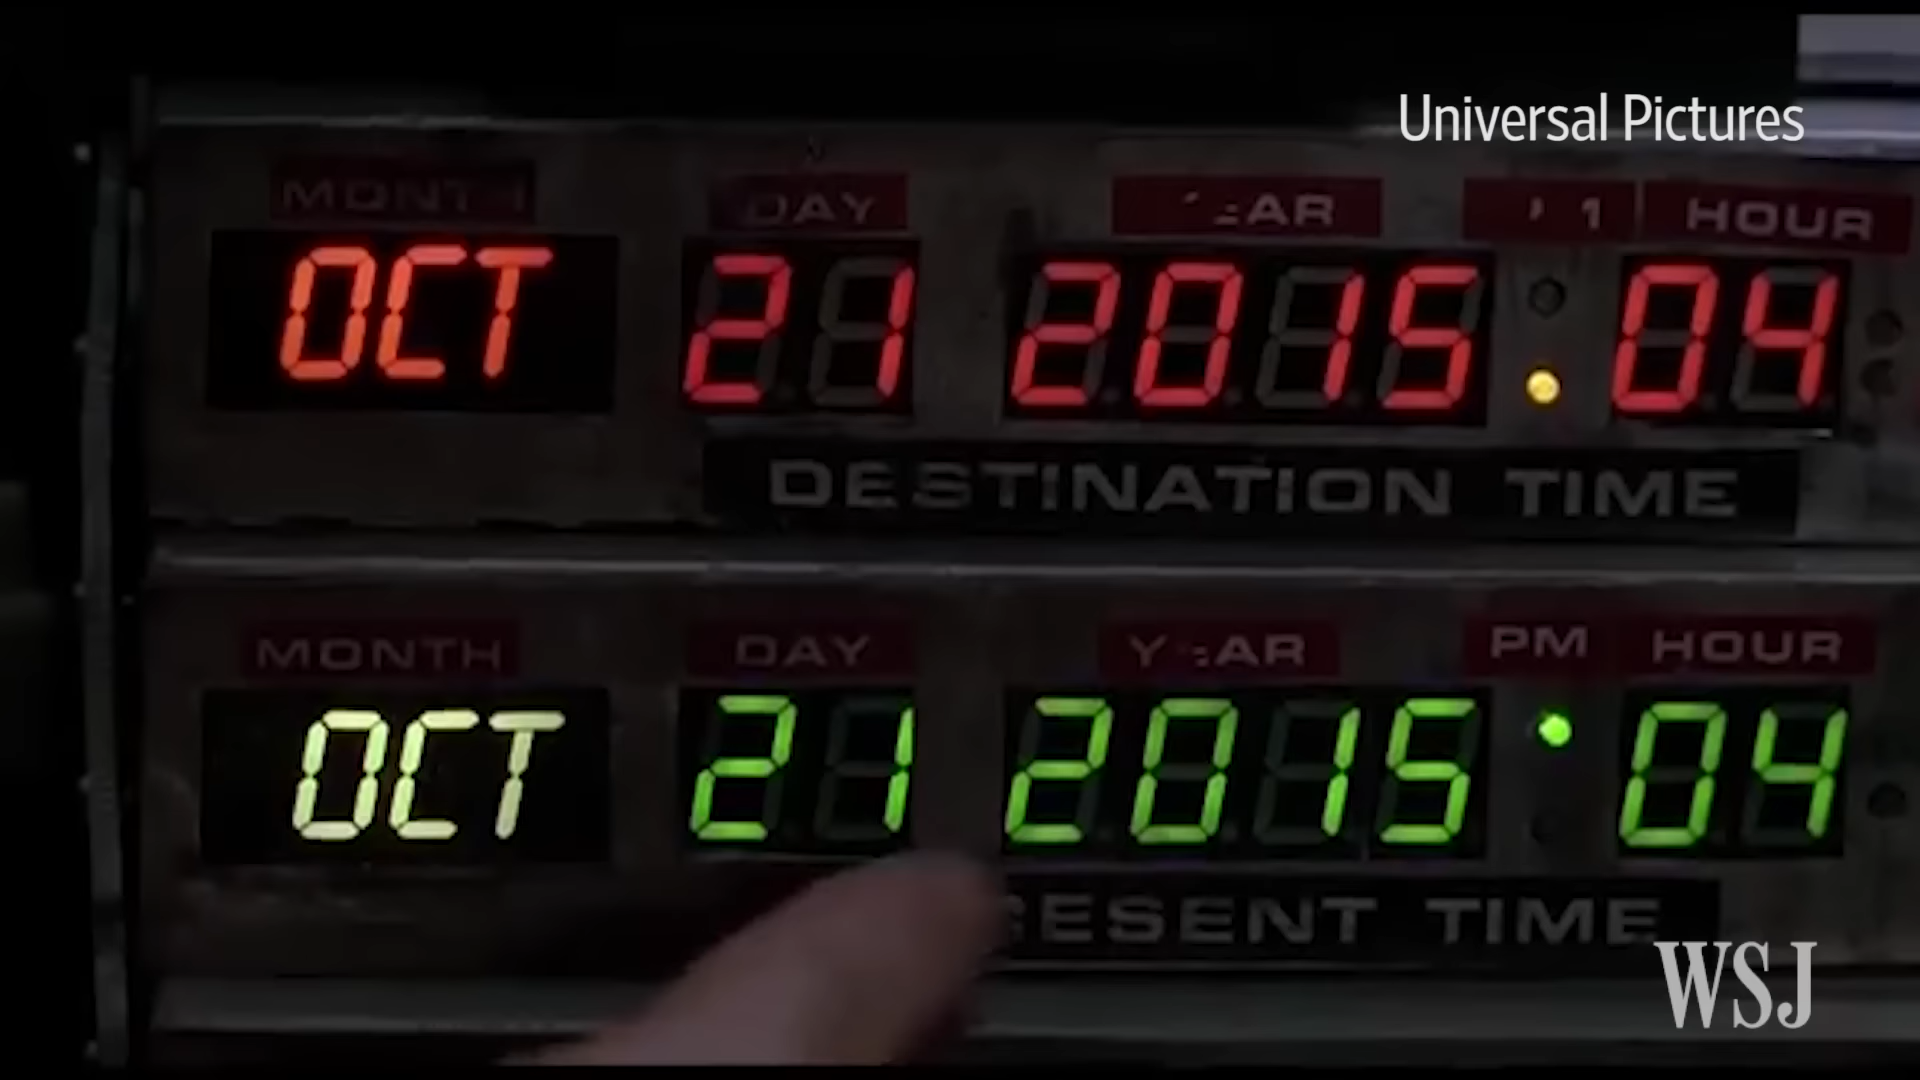 Universal Pictures
MONTH DAY HOUR
OCT 21 2015 04
DESTINATION TIME
MONTH DAY YEAR PM HOUR
OCT 21 2015 04
TIME
WSJ